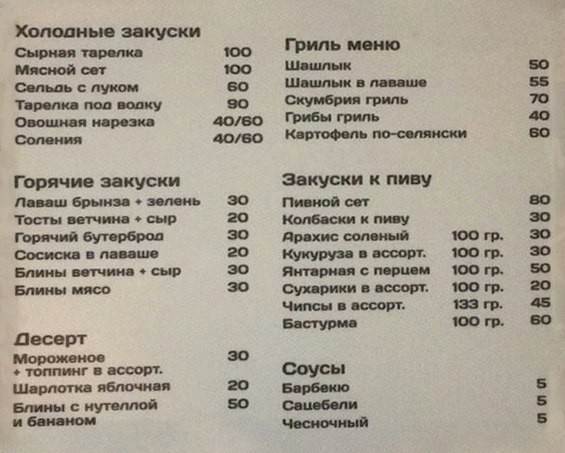 Холодные закуски
Сырная тарелка 100
Мясной сет 100
Сельдь с луком 60
Тарелка под водку 90
Овошная нарезка 40/60
Соления 40/60
Горячие закуски
Лаваш брынза + зелень 30
Тосты ветчина + сыр 20
Горячий бутерброд 30
Сосиска в лаваше 20
Блины ветчина + сыр 30
Блины мясо 30
Десерт
Мороженое 30
+ топпинг в ассорт.
Шарлотка яблочная 20
Блины с нутеллой 50
и бананом
Гриль меню
Шашлык 50
Шашлык в лаваше 55
Скумбрия гриль 70
Грибы гриль 40
Картофель по-селянски 60
Закуски к пиву
Пивной сет 80
Колбаски к пиву 30
Арахис соленый 100 гр. 30
Кукуруза в ассорт. 100 гр. 30
Янтарная с перцем 100 гр. 50
Сухарики в ассорт. 100 гр. 20
Чипсы в ассорт. 133 гр. 45
Бастурма 100 гр. 60
Соусы
Барбекю 5
Сацебели 5
Чесночный 5